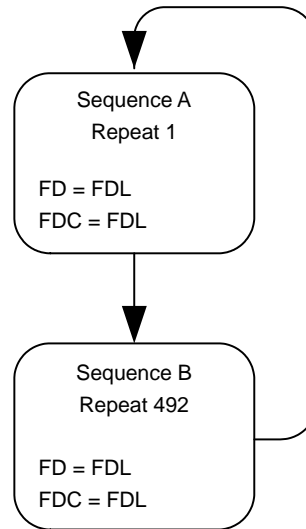 Sequence A
Repeat 1
FD = FDL
FDC = FDL
Sequence B
Repeat 492
FD = FDL
FDC = FDL